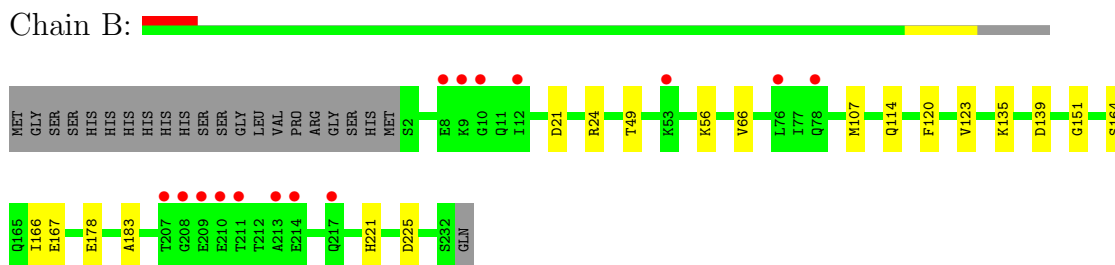 Chain B:
MET GLY SER SER HIS HIS HIS HIS HIS HIS SER SER GLY LEU VAL PRO ARG GLY SER HIS MET S2 E8 K9 G10 Q11 I12 D21 R24 T49 K53 K56 V66 L76 I77 Q78 M107 Q114 F120 V123 K135 D139 G151 S164
Q165 I166 E167 E178 A183 T207 G208 E209 E210 T211 T212 A213 E214 Q217 H221 D225 S232 GLN